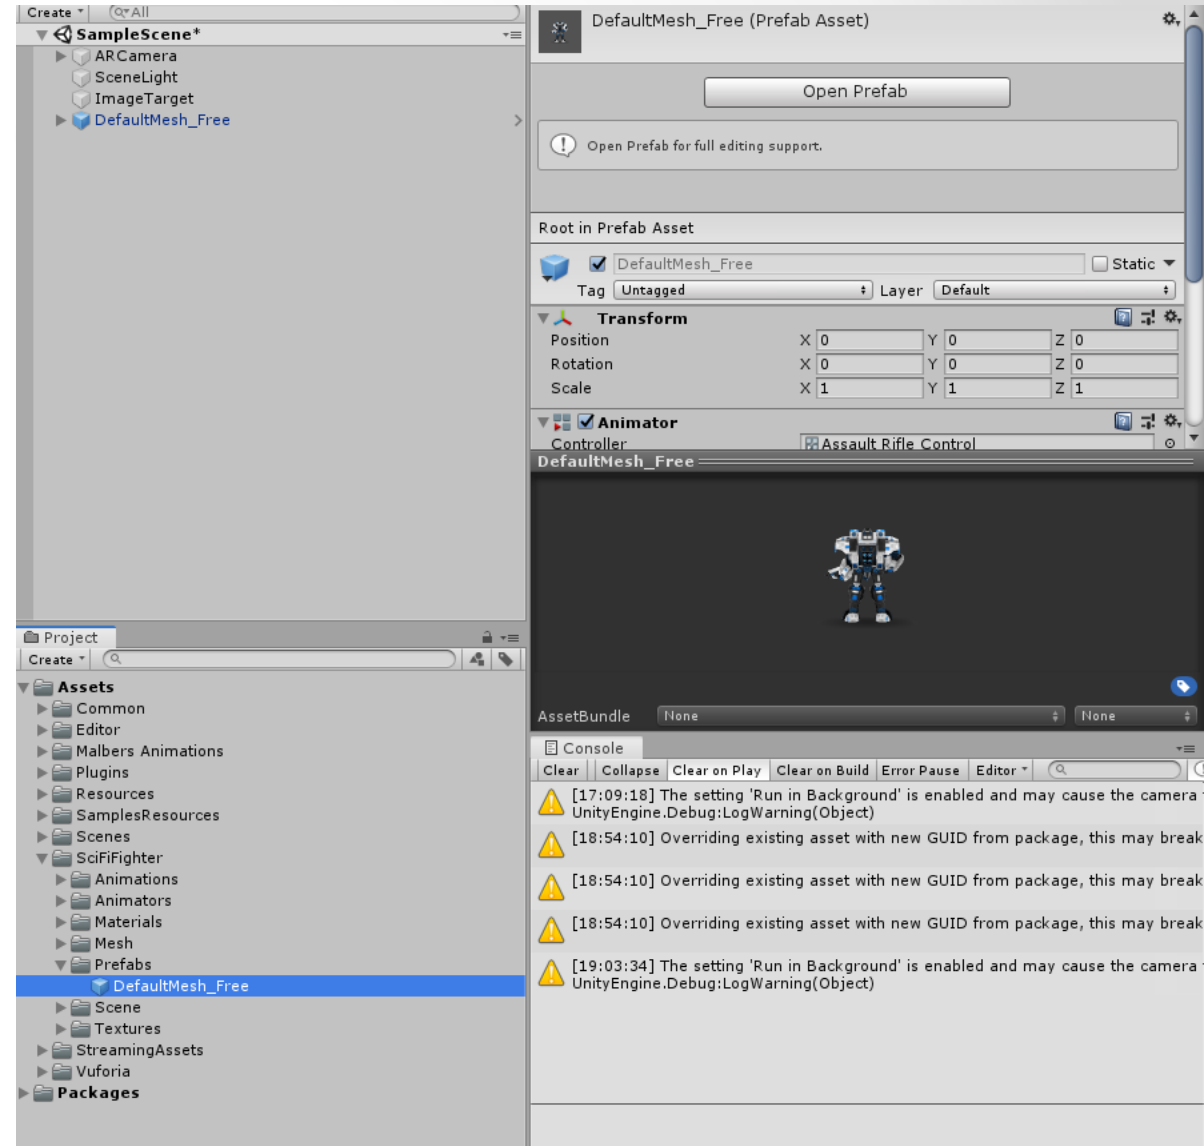 Create
All
SampleScene*
ARCamera
SceneLight
ImageTarget
DefaultMesh_Free
DefaultMesh_Free (Prefab Asset)
Open Prefab
Open Prefab for full editing support.
Root in Prefab Asset
DefaultMesh_Free
Static
Tag Untagged Layer Default
Transform
Position X 0 Y 0 Z 0
Rotation X 0 Y 0 Z 0
Scale X 1 Y 1 Z 1
Animator
Controller Assault Rifle Control
DefaultMesh_Free
AssetBundle None None
Project
Create
Assets
Common
Editor
Malbers Animations
Plugins
Resources
SamplesResources
Scenes
SciFiFighter
Animations
Animators
Materials
Mesh
Prefabs
DefaultMesh_Free
Scene
Textures
StreamingAssets
Vuforia
Packages
Console
Clear Collapse Clear on Play Clear on Build Error Pause Editor
[17:09:18] The setting 'Run in Background' is enabled and may cause the camera
UnityEngine.Debug:LogWarning(Object)
[18:54:10] Overriding existing asset with new GUID from package, this may break
[18:54:10] Overriding existing asset with new GUID from package, this may break
[18:54:10] Overriding existing asset with new GUID from package, this may break
[19:03:34] The setting 'Run in Background' is enabled and may cause the camera
UnityEngine.Debug:LogWarning(Object)